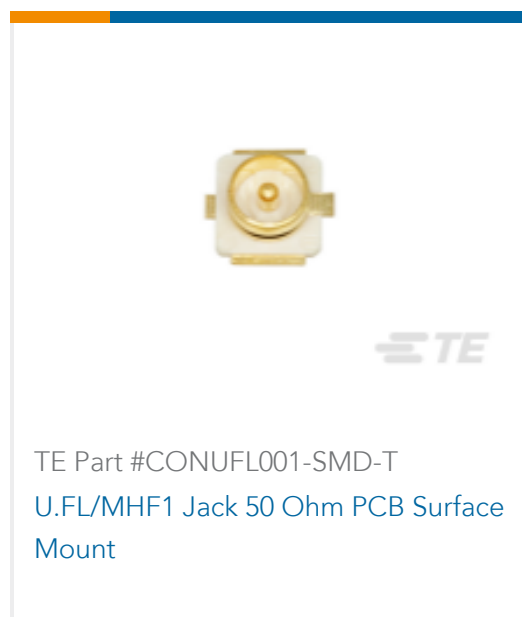 TE
TE Part #CONUFL001-SMD-T
U.FL/MHF1 Jack 50 Ohm PCB Surface
Mount